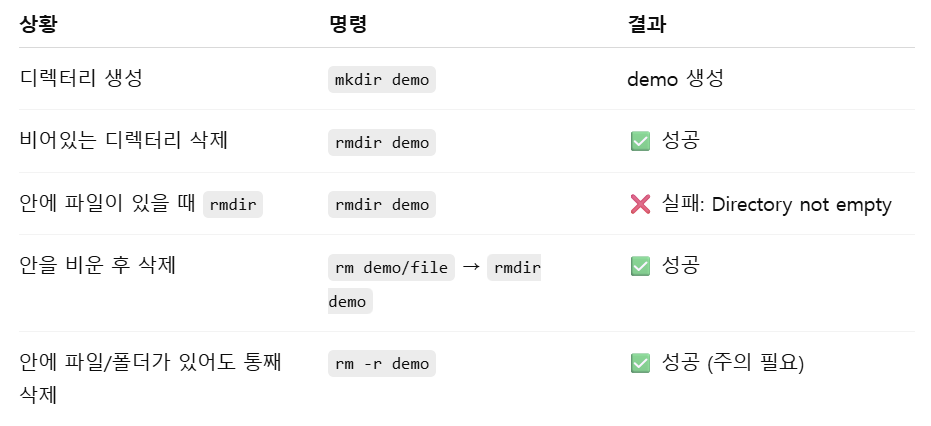 상황 명령 결과
디렉터리 생성 mkdir demo demo 생성
비어있는 디렉터리 삭제 rmdir demo ✅ 성공
안에 파일이 있을 때 rmdir rmdir demo ❌ 실패: Directory not empty
안을 비운 후 삭제 rm demo/file → rmdir ✅ 성공
demo
안에 파일/폴더가 있어도 통째 rm -r demo ✅ 성공 (주의 필요)
삭제